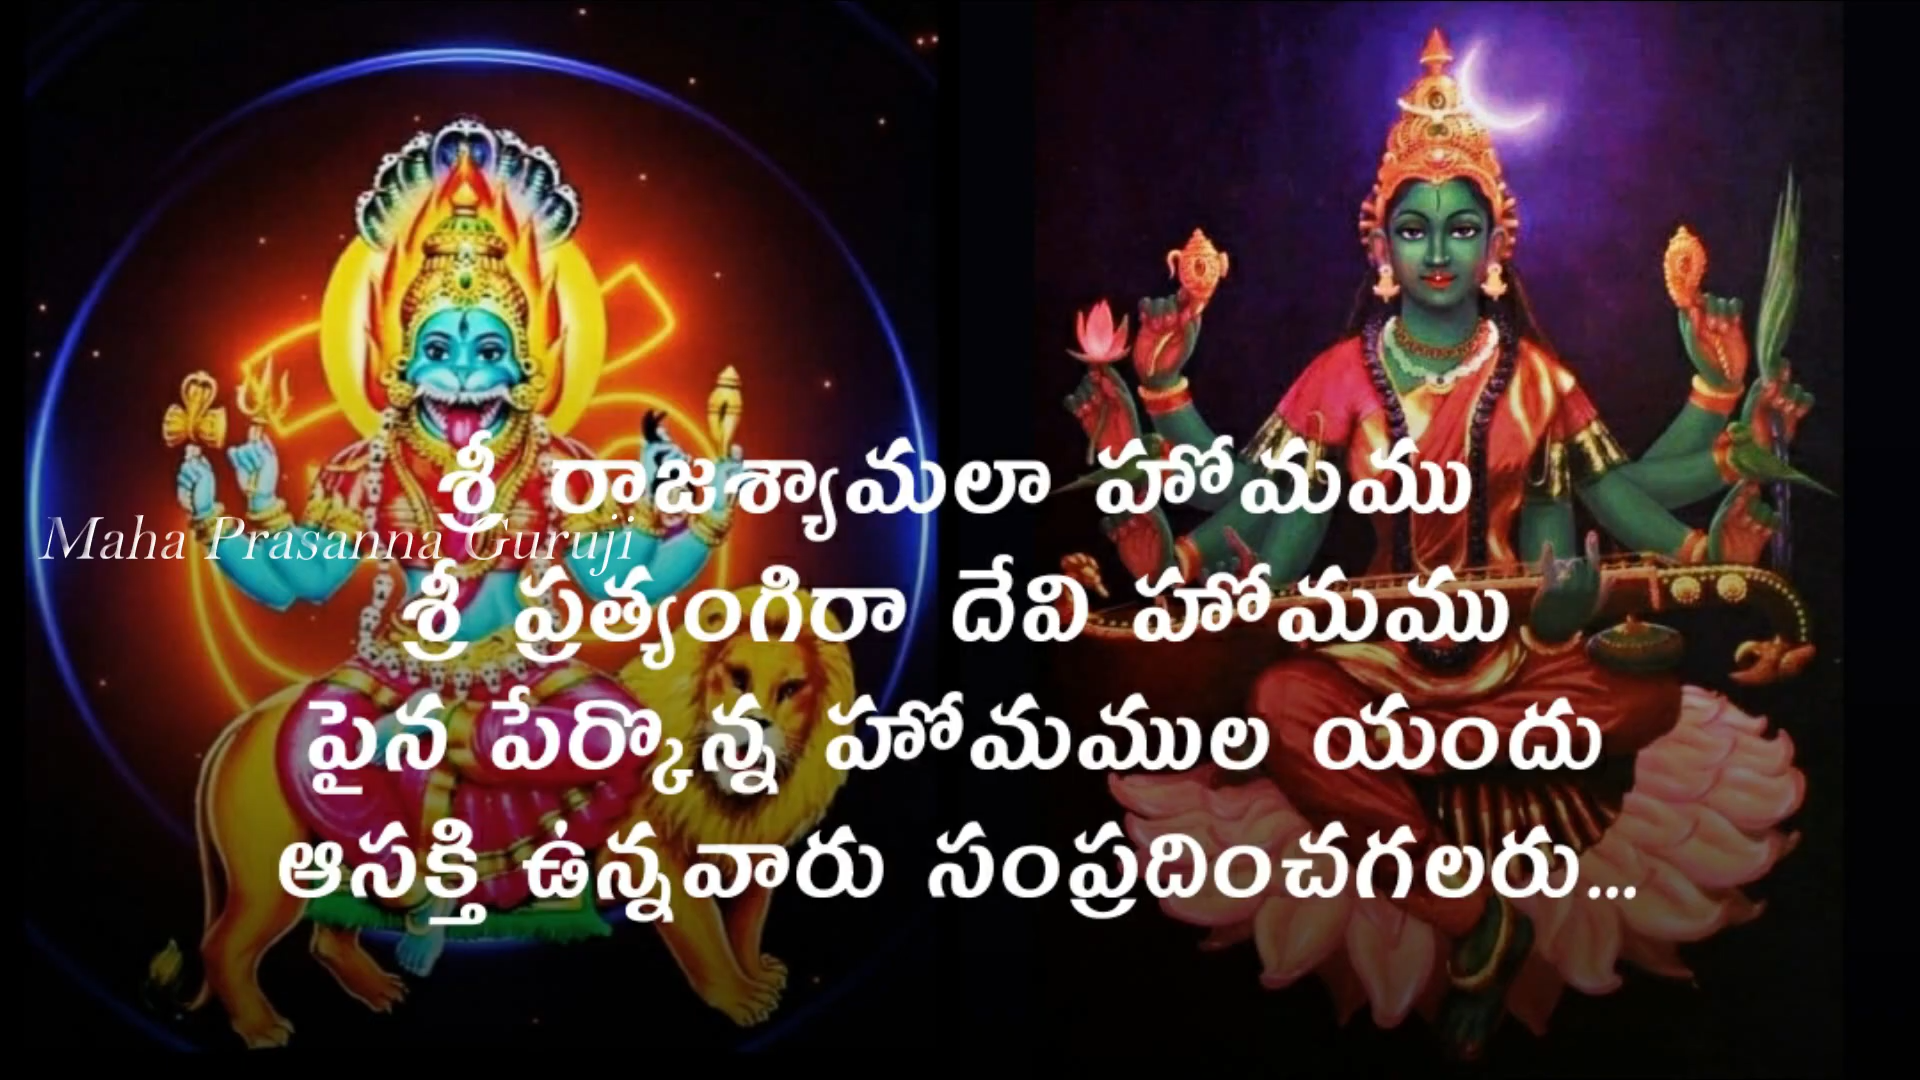 శ్రీ రాజశ్యామలా హోమము
Maha Prasanna Guruji
శ్రీ ప్రత్యంగిరా దేవి హోమము
పైన పేర్కొన్న హోమముల యందు
ఆసక్తి ఉన్నవారు సంప్రదించగలరు...